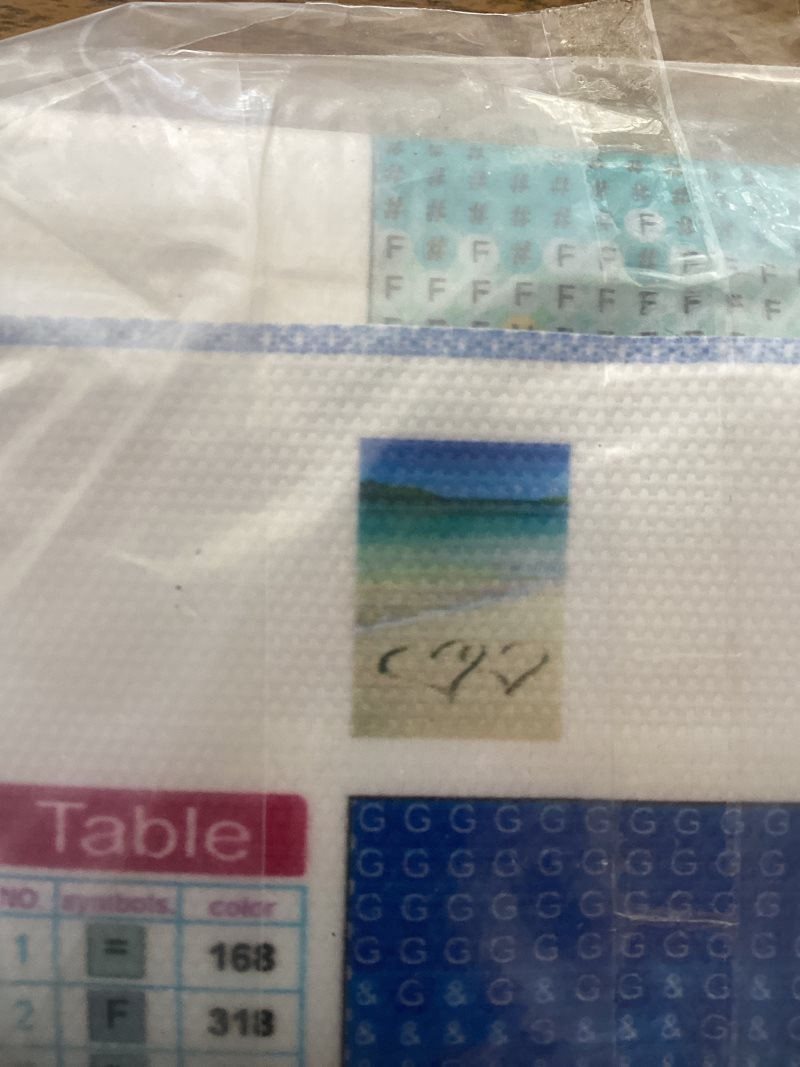 # # # # # # # #
# # # # # # # #
# # # # # # F #
F # F # F F # F F
F F F F F F F F = F
Table
NO symbols. color
1 = 168
2 F 318
G G G G G G G G G G
G G G G G G G G G G
G G G G G G G G G G
G G G G G G G G G G
& G & G & G G & G &
& & & & G & & & G &